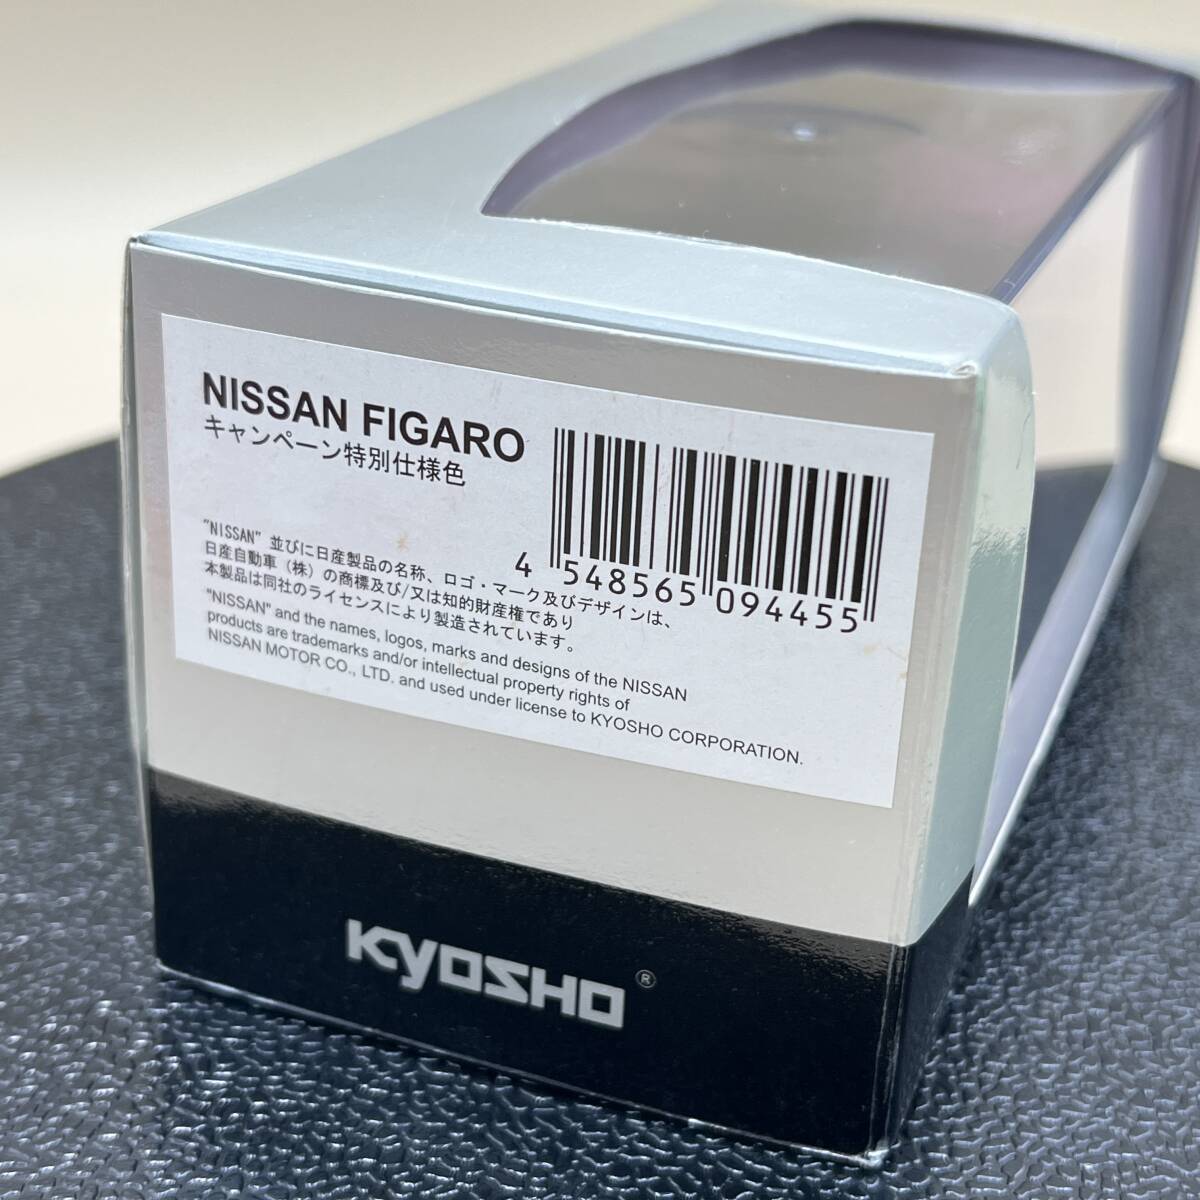 NISSAN FIGARO
キャンペーン特別仕様色
4 548565 094455
"NISSAN" 並びに日産製品の名称、ロゴ・マーク及びデザインは、
日産自動車（株）の商標及び/又は知的財産権であり
本製品は同社のライセンスにより製造されています。
"NISSAN" and the names, logos, marks and designs of the NISSAN
products are trademarks and/or intellectual property rights of
NISSAN MOTOR CO., LTD. and used under license to KYOSHO CORPORATION.
KYOSHO®